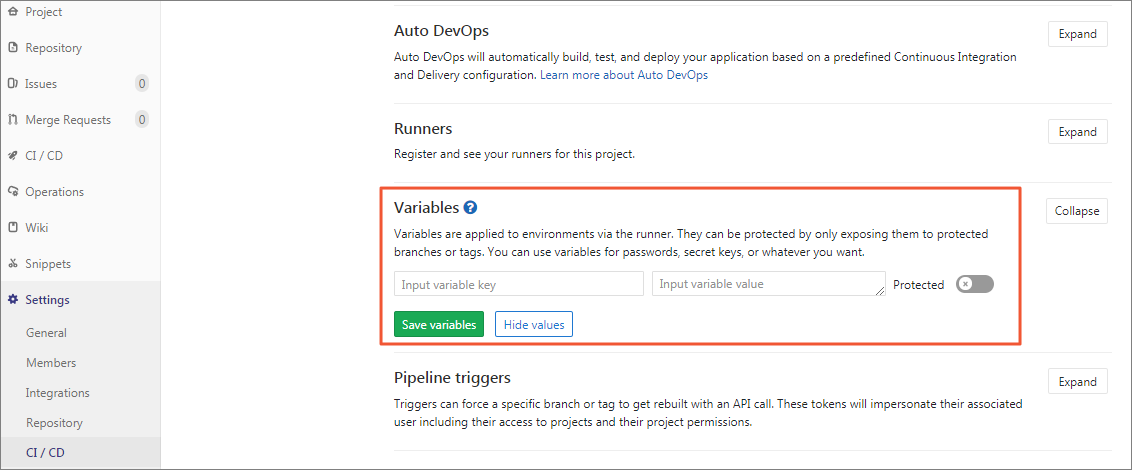 Project
Repository
Issues 0
Merge Requests 0
CI / CD
Operations
Wiki
Snippets
Settings
General
Members
Integrations
Repository
CI / CD
Auto DevOps
Expand
Auto DevOps will automatically build, test, and deploy your application based on a predefined Continuous Integration
and Delivery configuration. Learn more about Auto DevOps
Runners
Expand
Register and see your runners for this project.
Variables ?
Collapse
Variables are applied to environments via the runner. They can be protected by only exposing them to protected
branches or tags. You can use variables for passwords, secret keys, or whatever you want.
Input variable key
Input variable value
Protected
Save variables
Hide values
Pipeline triggers
Expand
Triggers can force a specific branch or tag to get rebuilt with an API call. These tokens will impersonate their associated
user including their access to projects and their project permissions.